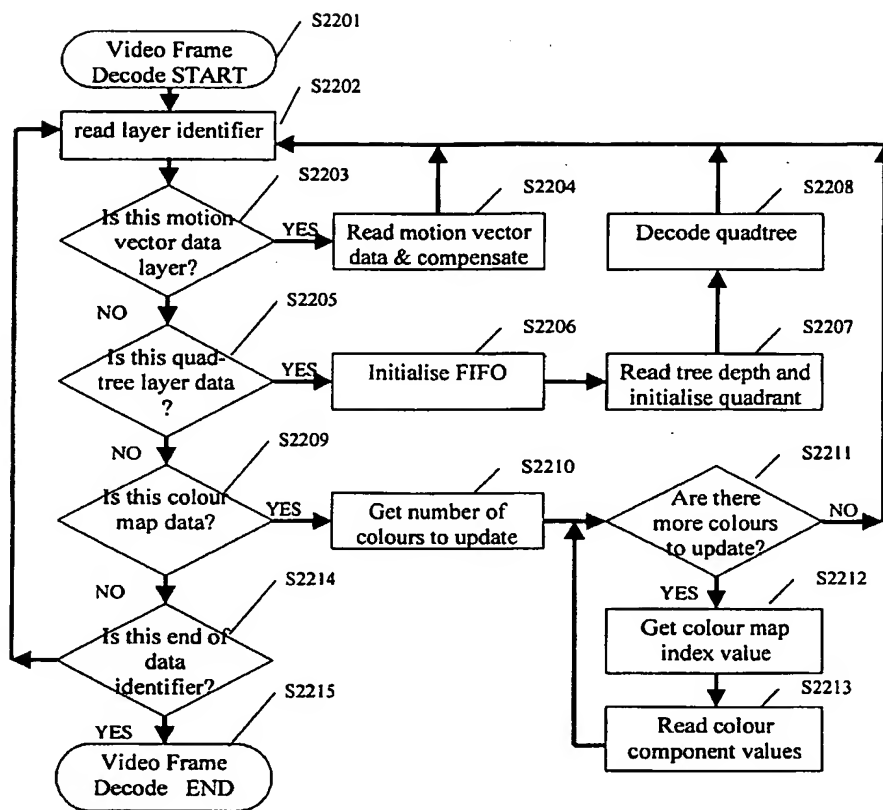 S2201
Video Frame
Decode START
S2202
read layer identifier
S2203
Is this motion
vector data
layer?
YES
S2204
Read motion vector
data & compensate
S2208
Decode quadtree
NO
S2205
Is this quad-
tree layer data
?
YES
S2206
Initialise FIFO
S2207
Read tree depth and
initialise quadrant
NO
S2209
Is this colour
map data?
YES
S2210
Get number of
colours to update
S2211
Are there
more colours
to update?
NO
YES
S2212
Get colour map
index value
S2213
Read colour
component values
NO
S2214
Is this end of
data
identifier?
YES
S2215
Video Frame
Decode END